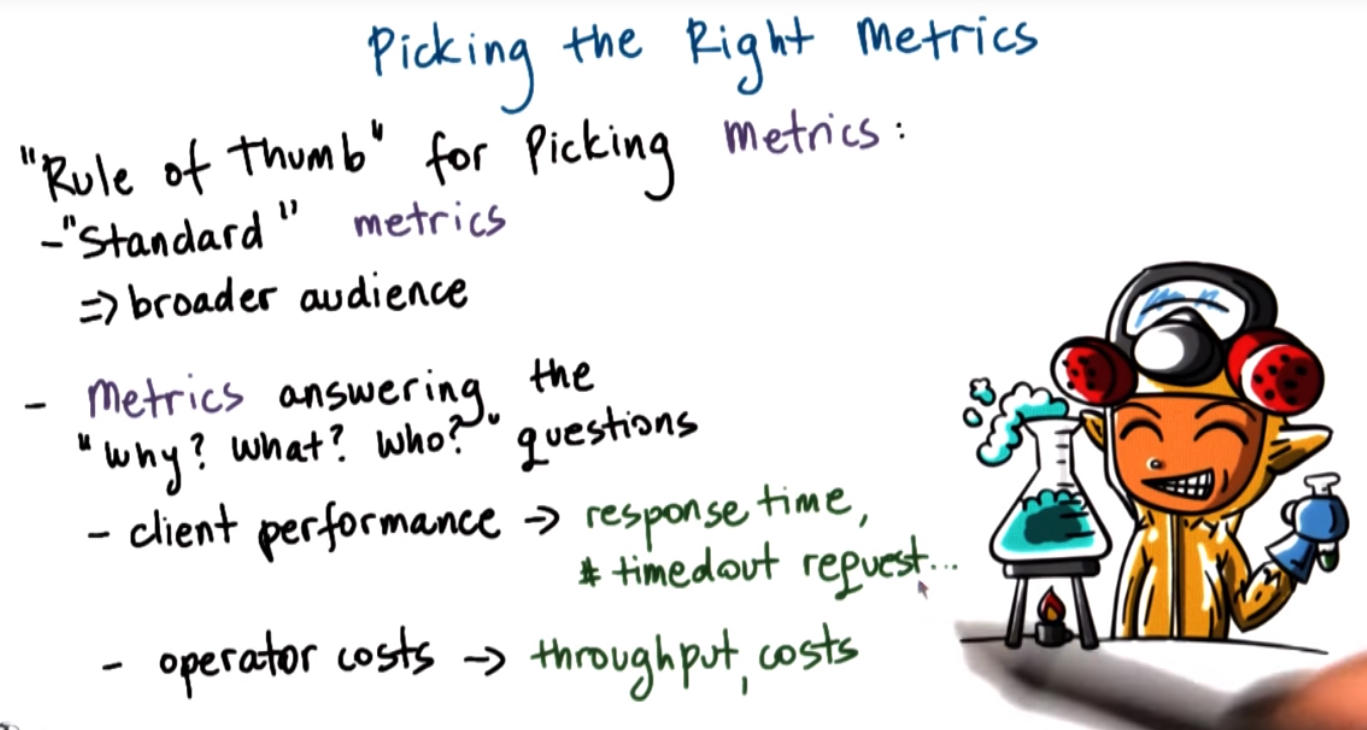 Picking the Right Metrics
"Rule of thumb" for Picking metrics:
- "Standard" metrics
=> broader audience
- Metrics answering the
"Why? What? Who?" questions
- client performance -> response time,
# timedout request...
- operator costs -> throughput, costs